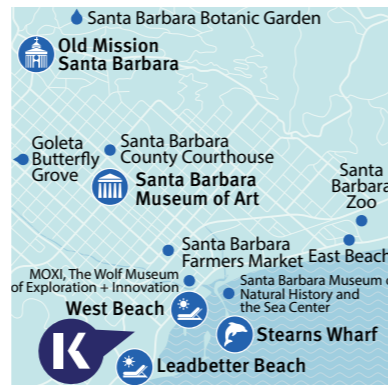 Santa Barbara Botanic Garden
Old Mission
Santa Barbara
Goleta
Butterfly
Grove
Santa Barbara
County Courthouse
Santa Barbara
Museum of Art
Santa
Barbara
Zoo
Santa Barbara
Farmers Market
East Beach
MOXI, The Wolf Museum
of Exploration + Innovation
Santa Barbara Museum
Natural History and
the Sea Center
West Beach
Stearns Wharf
K
Leadbetter Beach